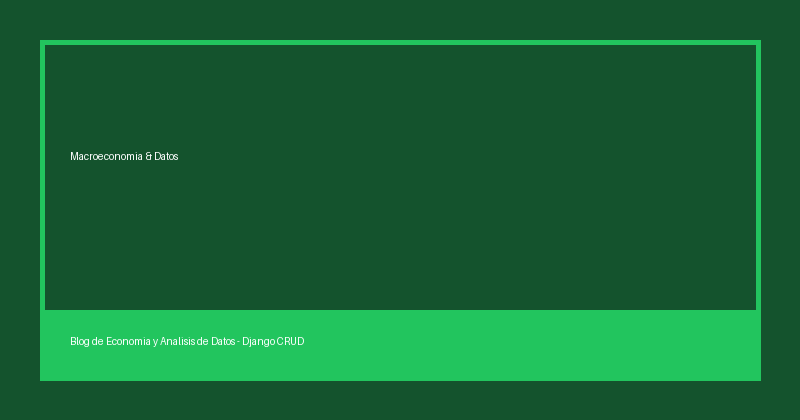 Macroeconomia & Datos
Blog de Economia y Analisis de Datos - Django CRUD